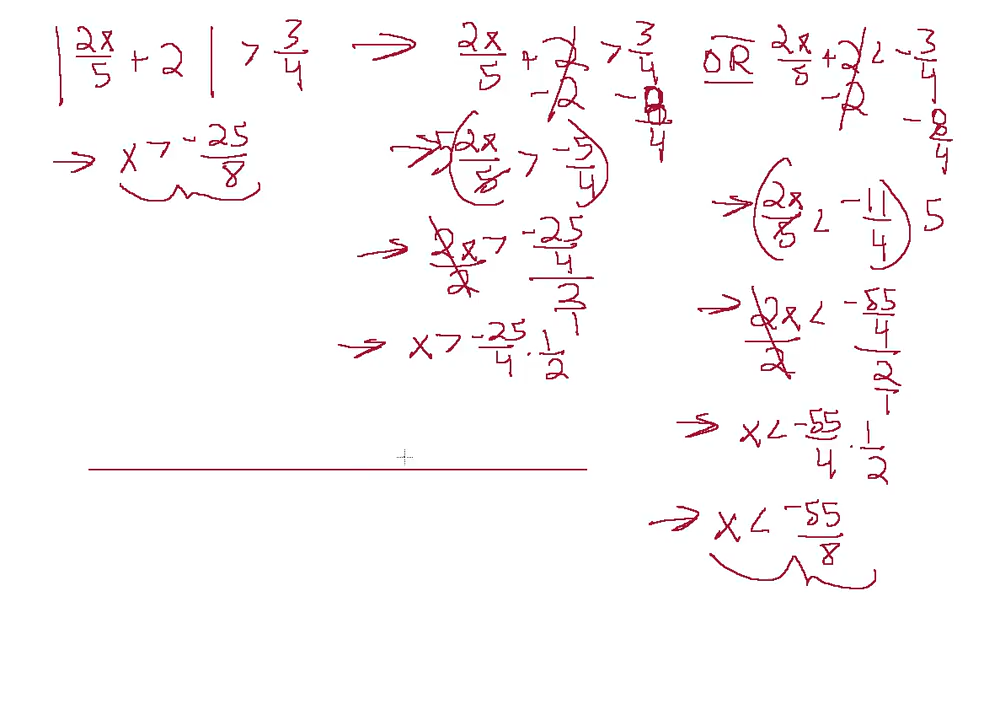 |2x/5 + 2| > 3/4 → 2x/5 + 2 > 3/4 OR 2x/5 + 2 < -3/4
-2 -8/4 -2 -8/4
→ x > -25/8
→ 5(2x/5 > -5/4)
→ 2x/2 > -25/4 / 2/1
→ x > -25/4 · 1/2
→ (2x/5 < -11/4) 5
→ 2x/2 < -55/4 / 2/1
→ x < -55/4 · 1/2
→ x < -55/8